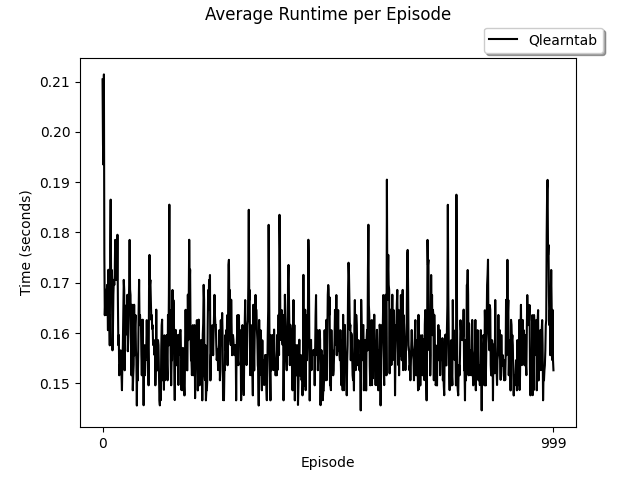 Average Runtime per Episode
Qlearntab
0.21
0.20
0.19
0.18
0.17
0.16
0.15
Time (seconds)
0
999
Episode